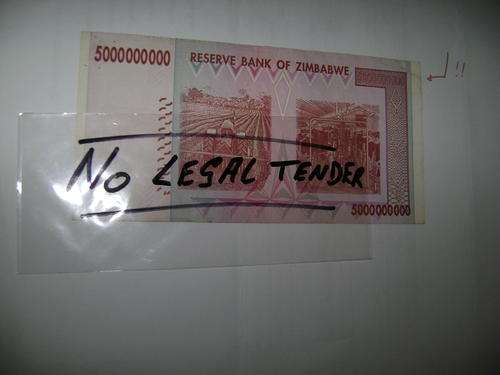 5000000000
RESERVE BANK OF ZIMBABWE
!!
NO LEGAL TENDER
5000000000